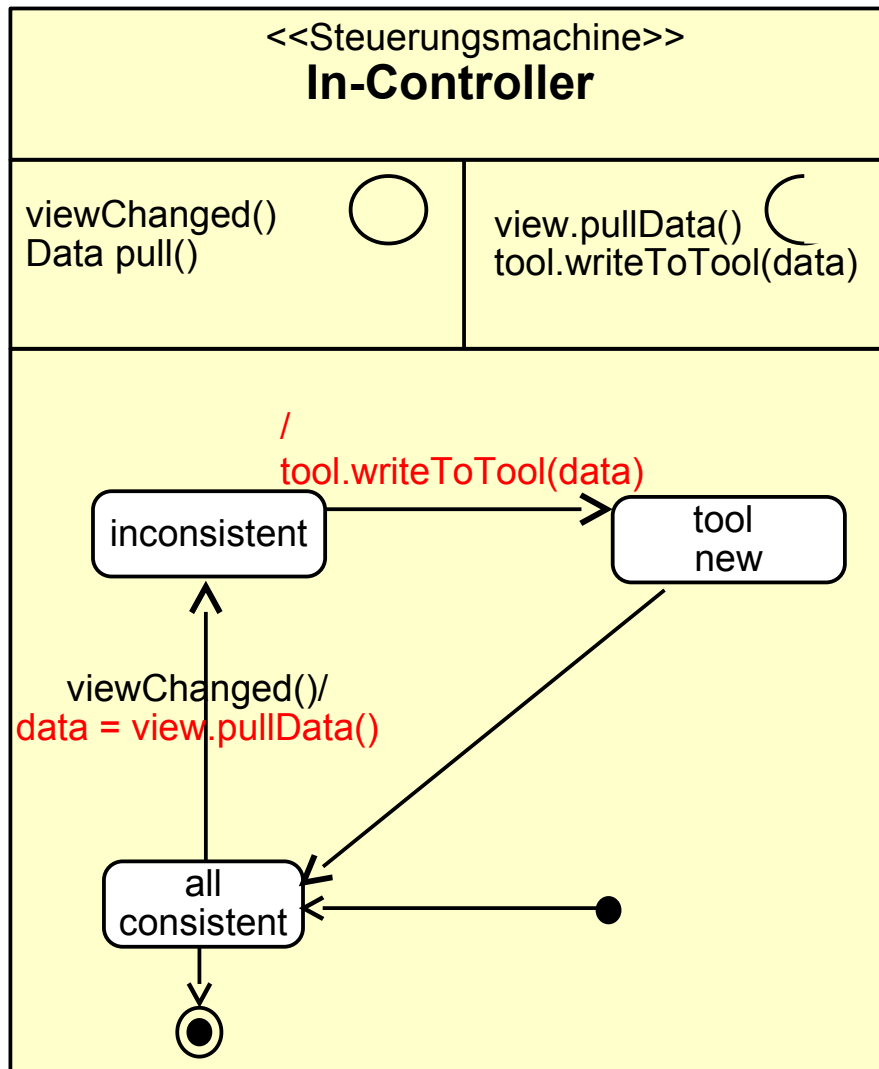 <<Steuerungsmachine>>
In-Controller
viewChanged()
Data pull()
view.pullData()
tool.writeToTool(data)
/
tool.writeToTool(data)
inconsistent
tool
new
viewChanged()/
data = view.pullData()
all
consistent